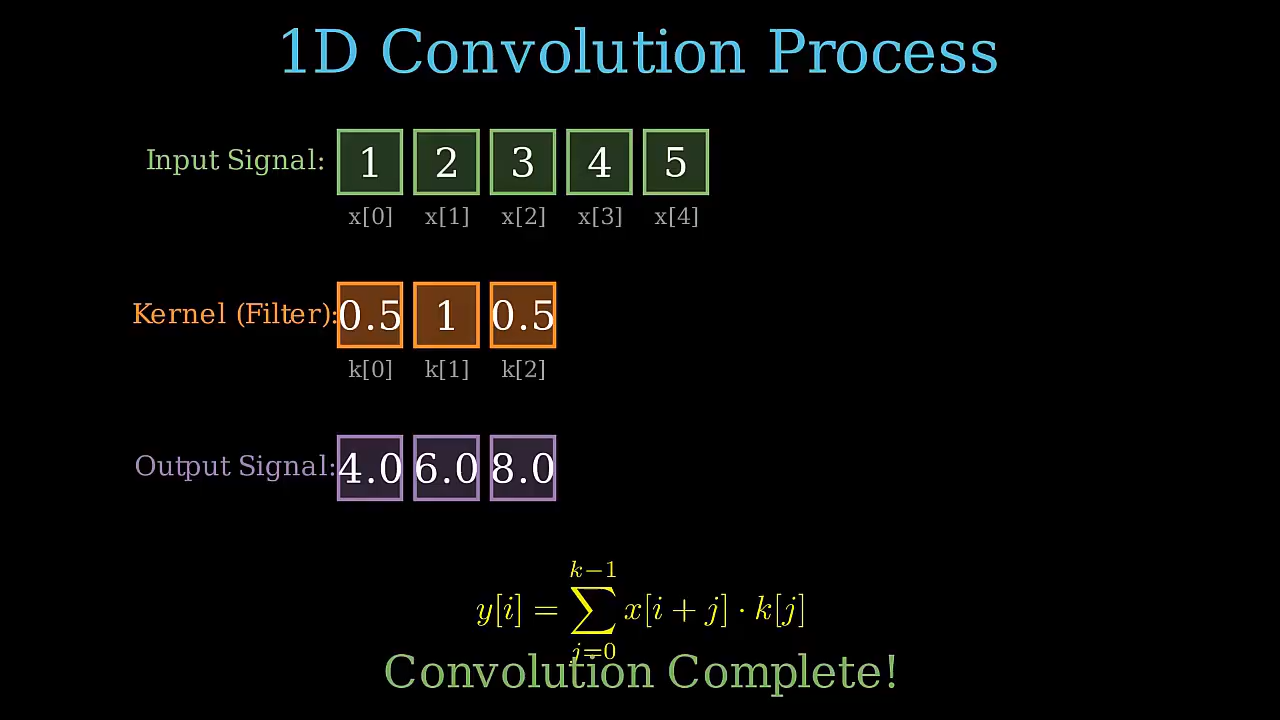 1D Convolution Process
Input Signal: 1 2 3 4 5
x[0] x[1] x[2] x[3] x[4]
Kernel (Filter): 0.5 1 0.5
k[0] k[1] k[2]
Output Signal: 4.0 6.0 8.0
k−1
y[i] = ∑ x[i + j] · k[j]
j=0
Convolution Complete!